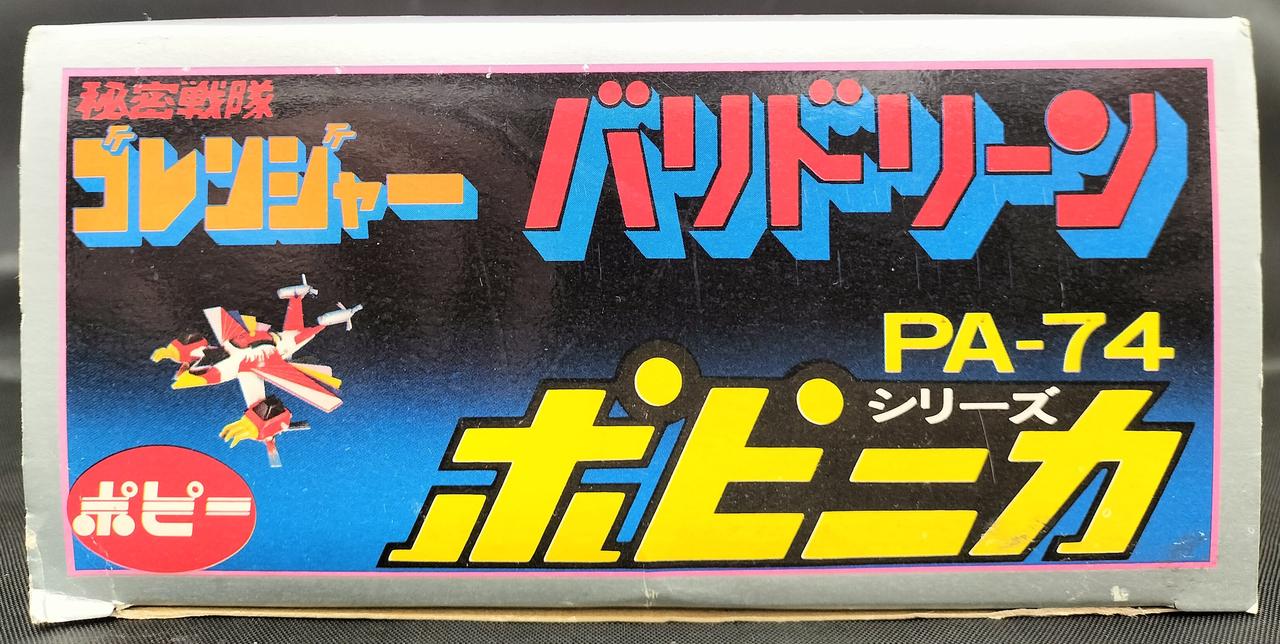 秘密戦隊
ゴレンジャー
バリドリーン
PA-74
シリーズ
ポピニカ
ポピー